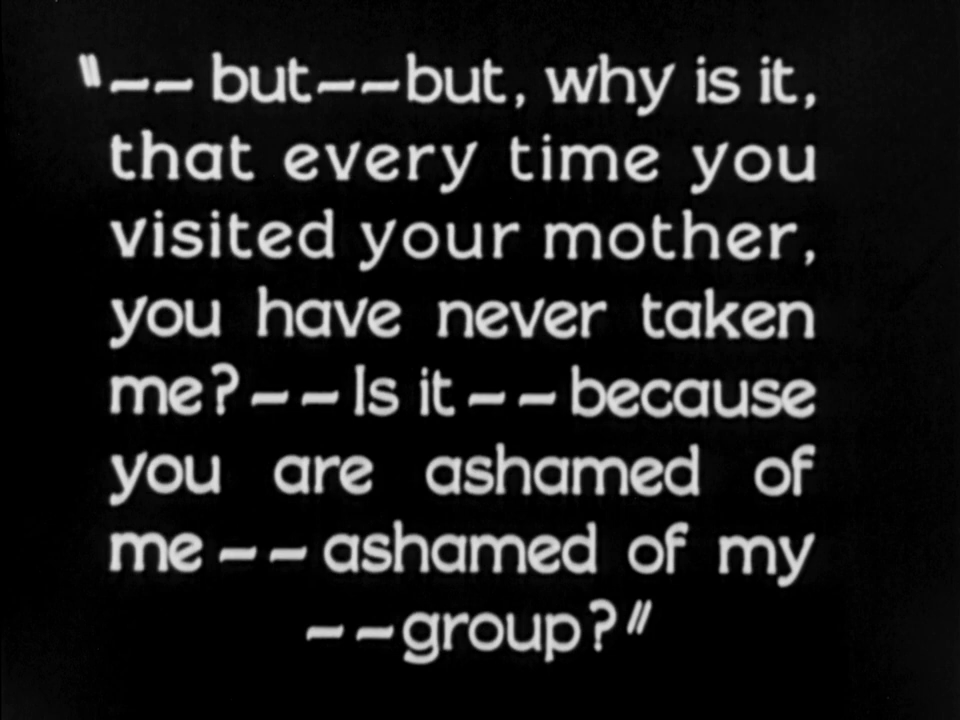 "-- but--but, why is it,
that every time you
visited your mother,
you have never taken
me?--Is it--because
you are ashamed of
me--ashamed of my
--group?"